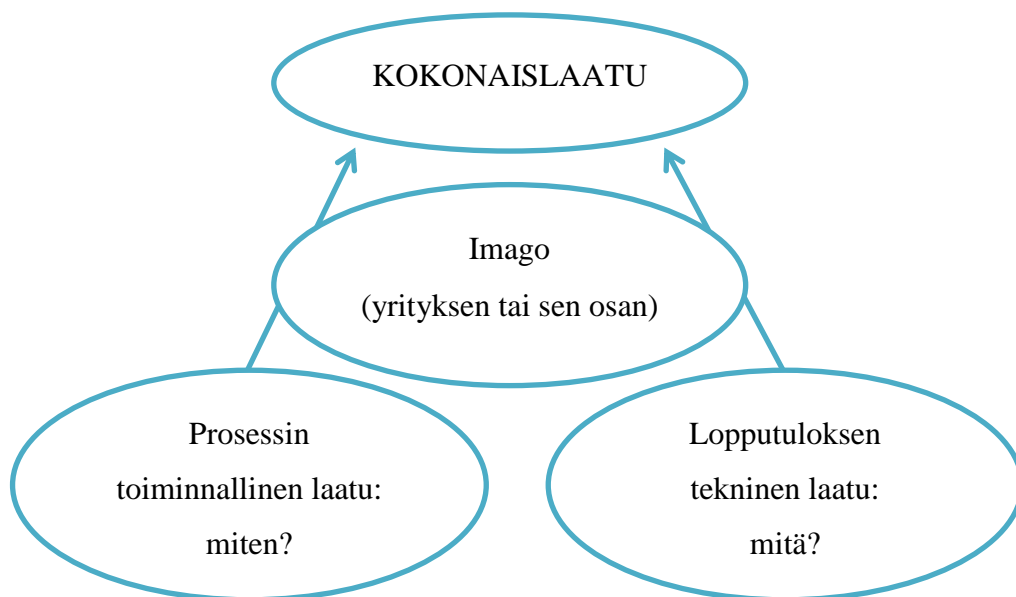 KOKONAISLAATU
Imago
(yrityksen tai sen osan)
Prosessin
toiminnallinen laatu:
miten?
Lopputuloksen
tekninen laatu:
mitä?